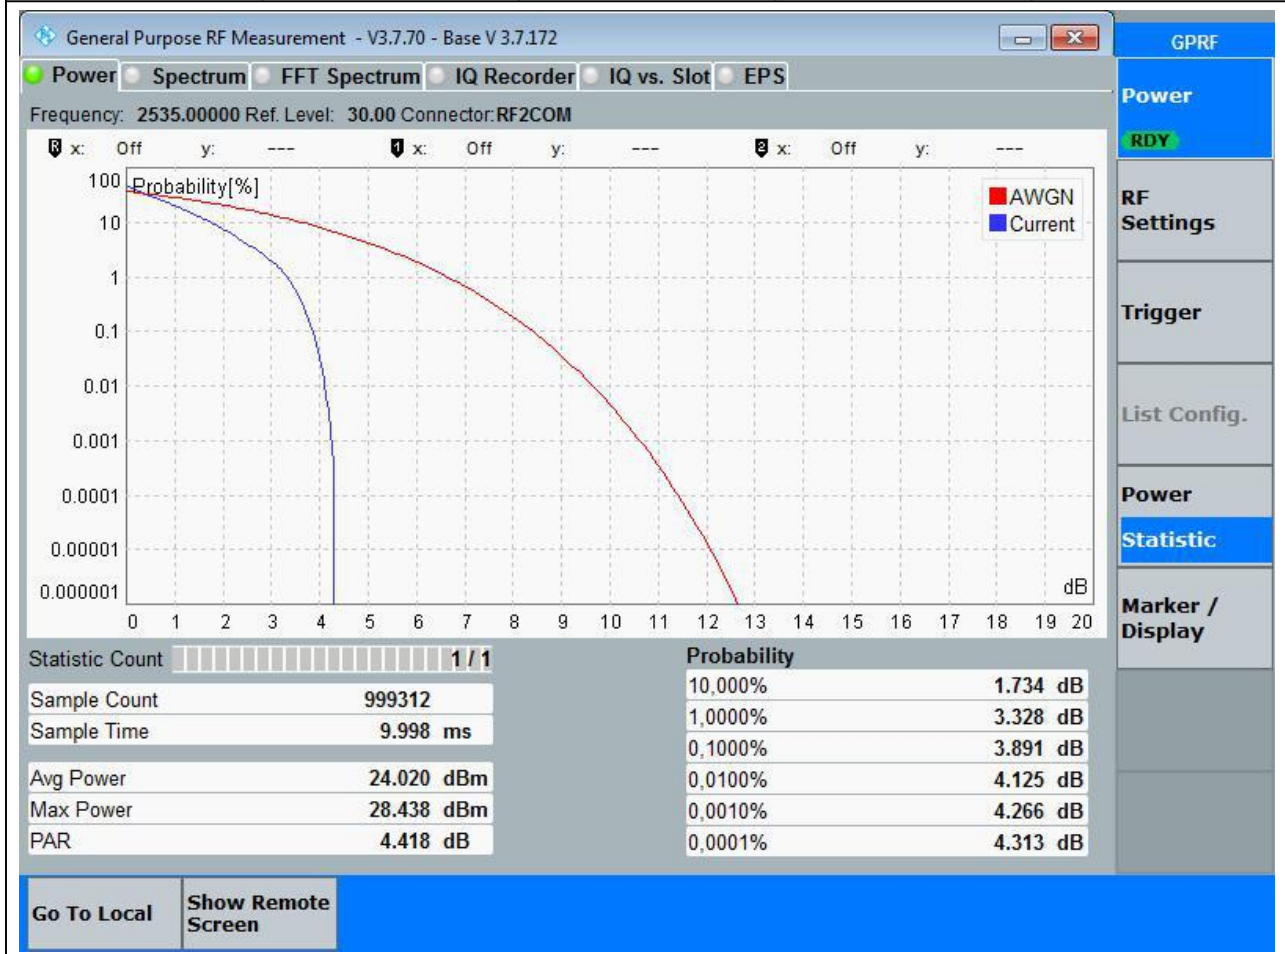 General Purpose RF Measurement - V3.7.70 - Base V 3.7.172
GPRF
Power Spectrum FFT Spectrum IQ Recorder IQ vs. Slot EPS
Frequency: 2535.00000 Ref. Level: 30.00 Connector:RF2COM
R x: Off y: --- 1 x: Off y: --- 2 x: Off y: ---
Probability[%]
AWGN
Current
100
10
1
0.1
0.01
0.001
0.0001
0.00001
0.000001
dB
0 1 2 3 4 5 6 7 8 9 10 11 12 13 14 15 16 17 18 19 20
Statistic Count 1 / 1
Sample Count 999312
Sample Time 9.998 ms
Avg Power 24.020 dBm
Max Power 28.438 dBm
PAR 4.418 dB
Probability
10,000% 1.734 dB
1,0000% 3.328 dB
0,1000% 3.891 dB
0,0100% 4.125 dB
0,0010% 4.266 dB
0,0001% 4.313 dB
Power
RDY
RF
Settings
Trigger
List Config.
Power
Statistic
Marker /
Display
Go To Local
Show Remote
Screen